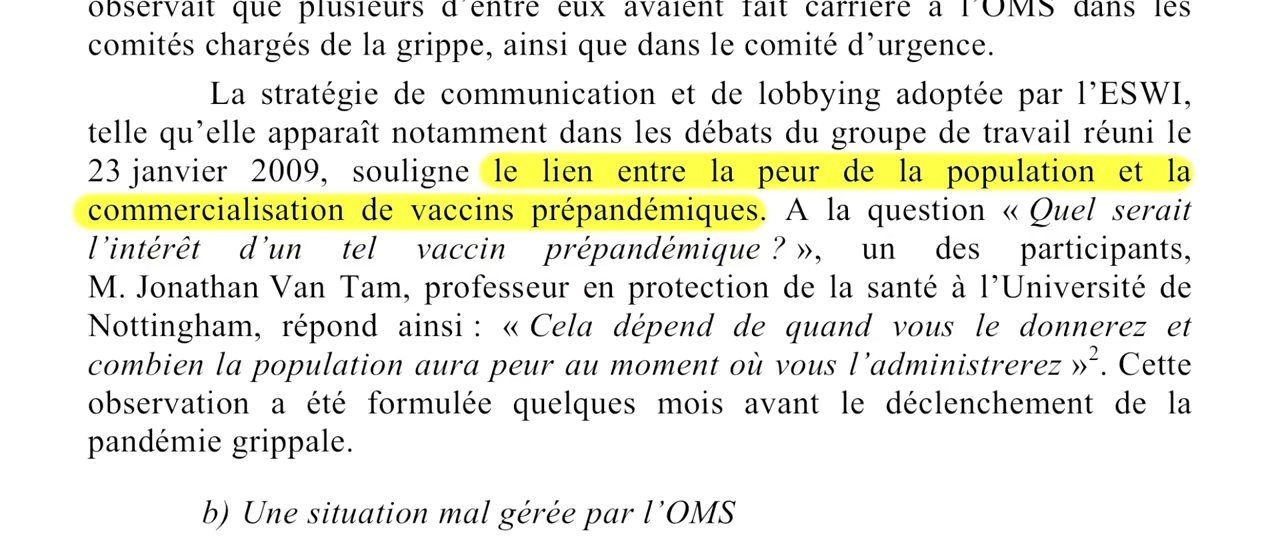 observait que plusieurs d'entre eux avaient fait carrière à l'OMS dans les
comités chargés de la grippe, ainsi que dans le comité d'urgence.
La stratégie de communication et de lobbying adoptée par l'ESWI,
telle qu'elle apparaît notamment dans les débats du groupe de travail réuni le
23 janvier 2009, souligne le lien entre la peur de la population et la
commercialisation de vaccins prépandémiques. A la question « Quel serait
l'intérêt d'un tel vaccin prépandémique ? », un des participants,
M. Jonathan Van Tam, professeur en protection de la santé à l'Université de
Nottingham, répond ainsi : « Cela dépend de quand vous le donnerez et
combien la population aura peur au moment où vous l'administrerez »². Cette
observation a été formulée quelques mois avant le déclenchement de la
pandémie grippale.
b) Une situation mal gérée par l'OMS